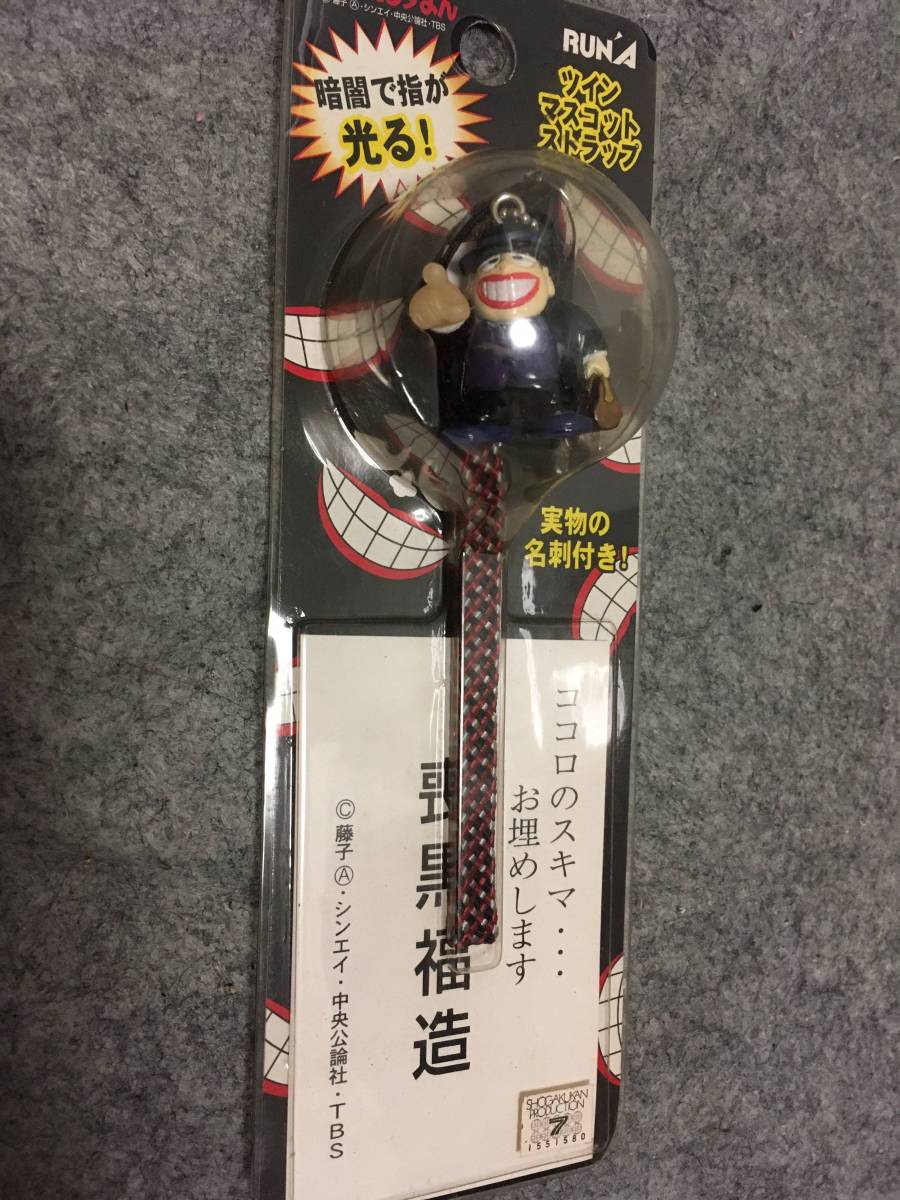 ©藤子Ⓐ・シンエイ・中央公論社・TBS
RUN'A
暗闇で指が
光る!
ツイン
マスコット
ストラップ
実物の
名刺付き!
ココロのスキマ・・・
お埋めします
喪黒福造
©藤子Ⓐ・シンエイ・中央公論社・TBS
SHOGAKUKAN
PRODUCTION
7
1551580